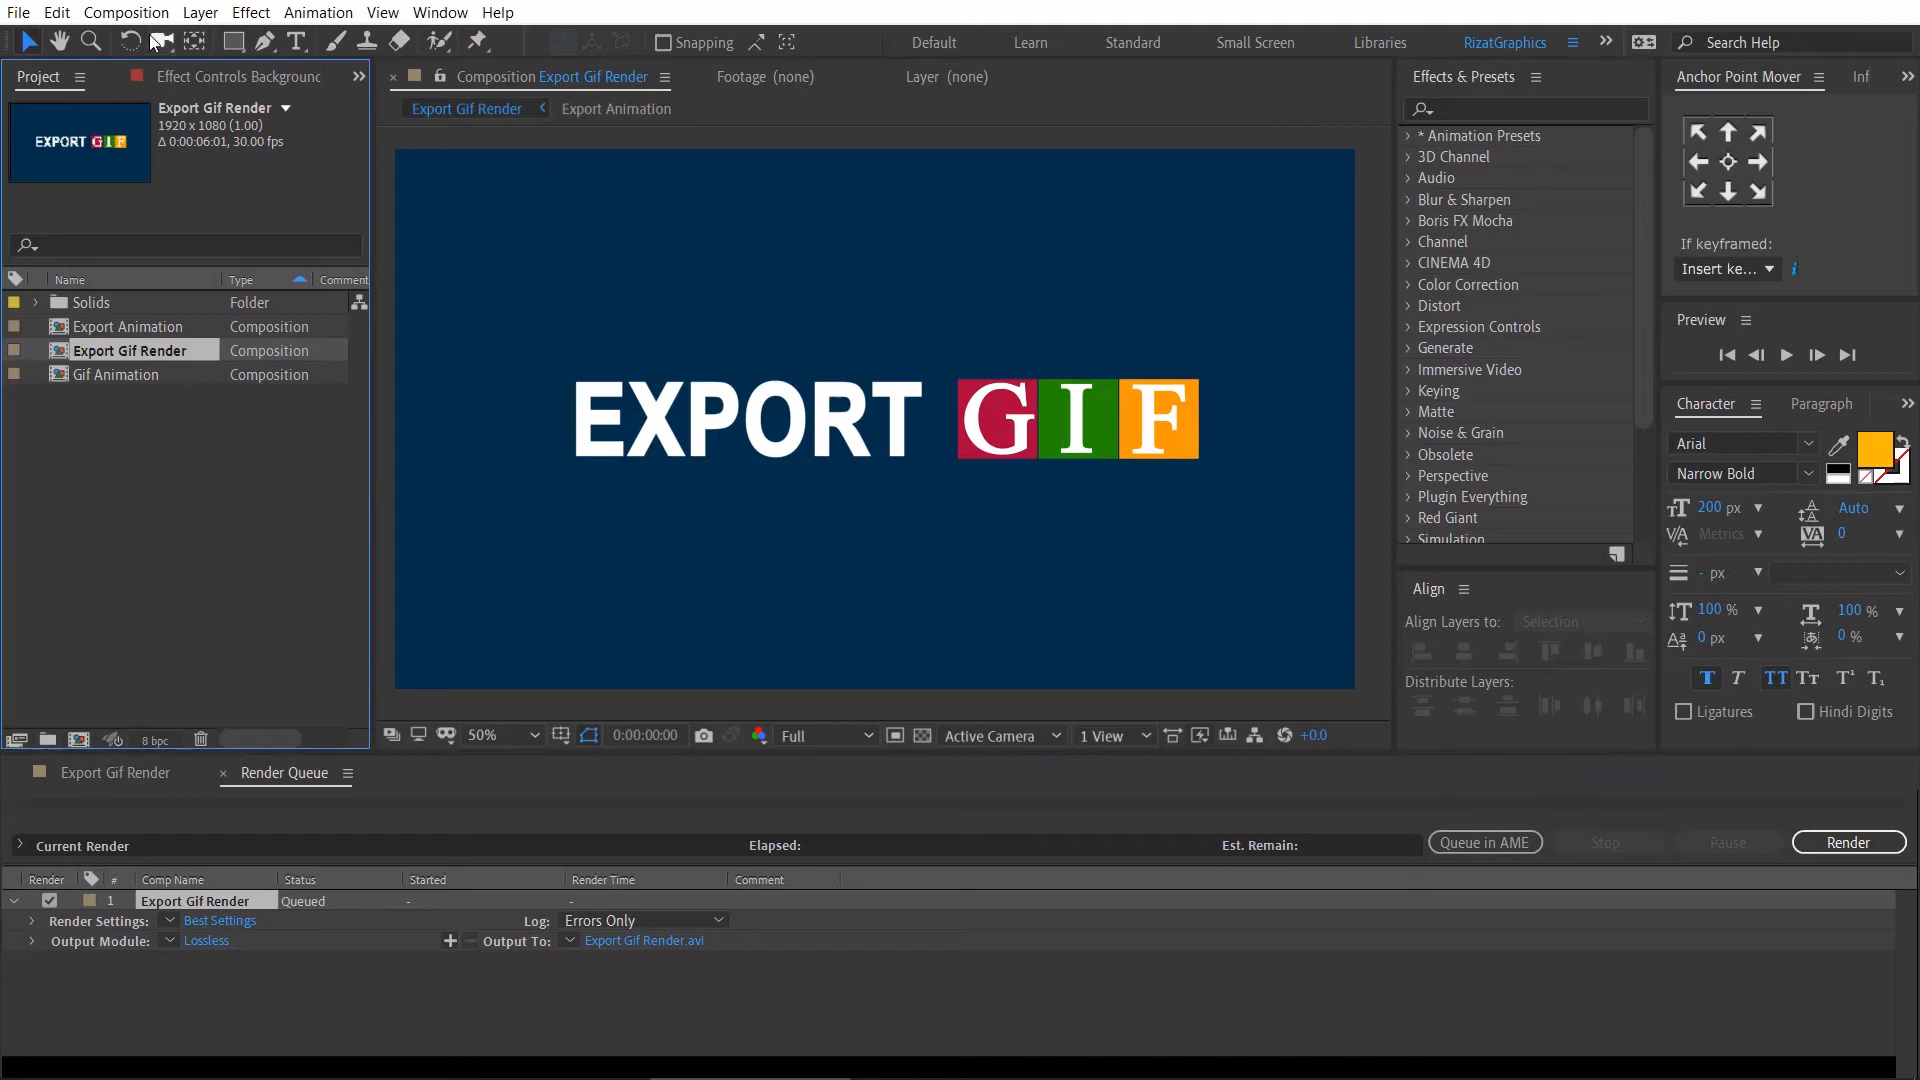 File Edit Composition Layer Effect Animation View Window Help
Snapping Default Learn Standard Small Screen Libraries RizatGraphics Search Help
Project Effect Controls Background Composition Export Gif Render Footage (none) Layer (none) Effects & Presets Anchor Point Mover Inf
Export Gif Render
1920 x 1080 (1.00)
Δ 0:00:06:01, 30.00 fps
EXPORT GIF
Export Gif Render Export Animation
Name Type Comment
Solids Folder
Export Animation Composition
Export Gif Render Composition
Gif Animation Composition
8 bpc
EXPORT GIF
50% 0:00:00:00 Full Active Camera 1 View +0.0
* Animation Presets
3D Channel
Audio
Blur & Sharpen
Boris FX Mocha
Channel
CINEMA 4D
Color Correction
Distort
Expression Controls
Generate
Immersive Video
Keying
Matte
Noise & Grain
Obsolete
Perspective
Plugin Everything
Red Giant
Simulation
Align
Align Layers to: Selection
Distribute Layers:
If keyframed:
Insert ke...
Preview
Character Paragraph
Arial
Narrow Bold
200 px Auto
Metrics 0
- px
100 % 100 %
0 px 0 %
Ligatures Hindi Digits
Export Gif Render Render Queue
Current Render Elapsed: Est. Remain: Queue in AME Stop Pause Render
Render # Comp Name Status Started Render Time Comment
1 Export Gif Render Queued - -
Render Settings: Best Settings Log: Errors Only
Output Module: Lossless Output To: Export Gif Render.avi